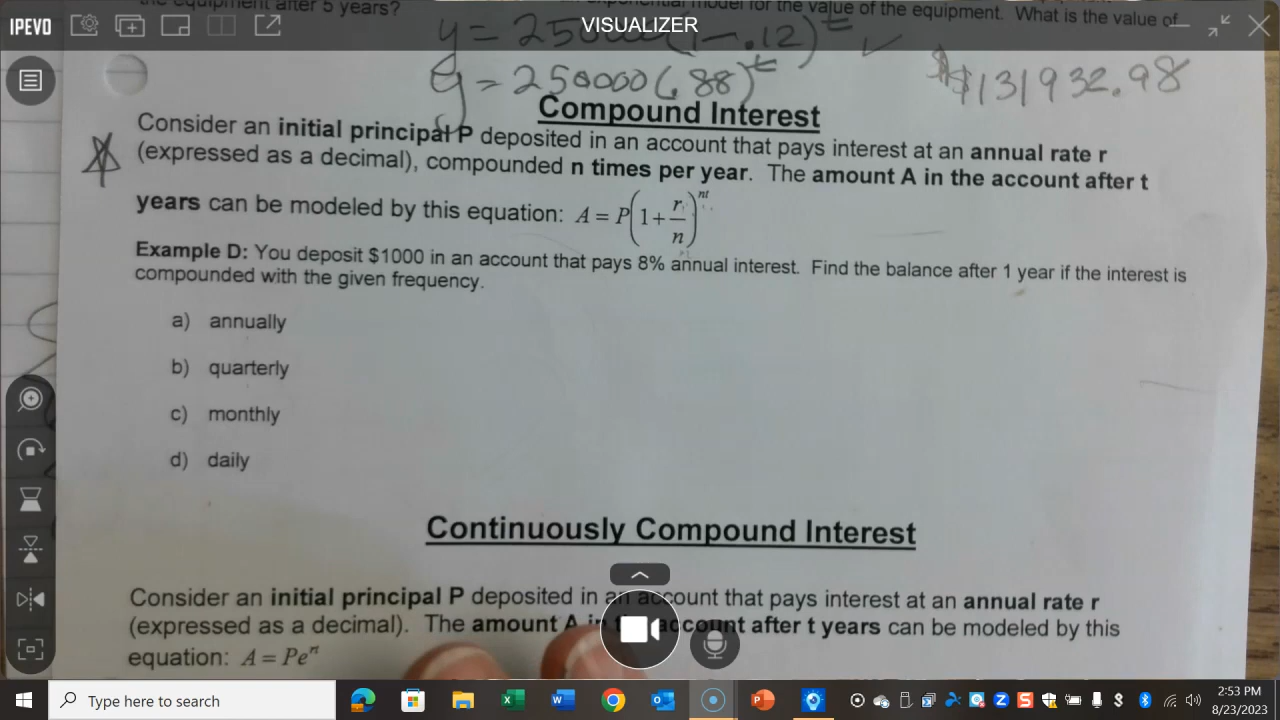 the equipment after 5 years?
exponential model for the value of the equipment. What is the value of
IPEVO
VISUALIZER
y = 250000(1-.12)^t ✓
y = 250000(.88)^t
$131932.98
Compound Interest
Consider an initial principal P deposited in an account that pays interest at an annual rate r
(expressed as a decimal), compounded n times per year. The amount A in the account after t
years can be modeled by this equation: A = P(1 + r/n)^nt
Example D: You deposit $1000 in an account that pays 8% annual interest. Find the balance after 1 year if the interest is
compounded with the given frequency.
a) annually
b) quarterly
c) monthly
d) daily
Continuously Compound Interest
Consider an initial principal P deposited in an account that pays interest at an annual rate r
(expressed as a decimal). The amount A in the account after t years can be modeled by this
equation: A = Pe^rt
Type here to search
2:53 PM
8/23/2023